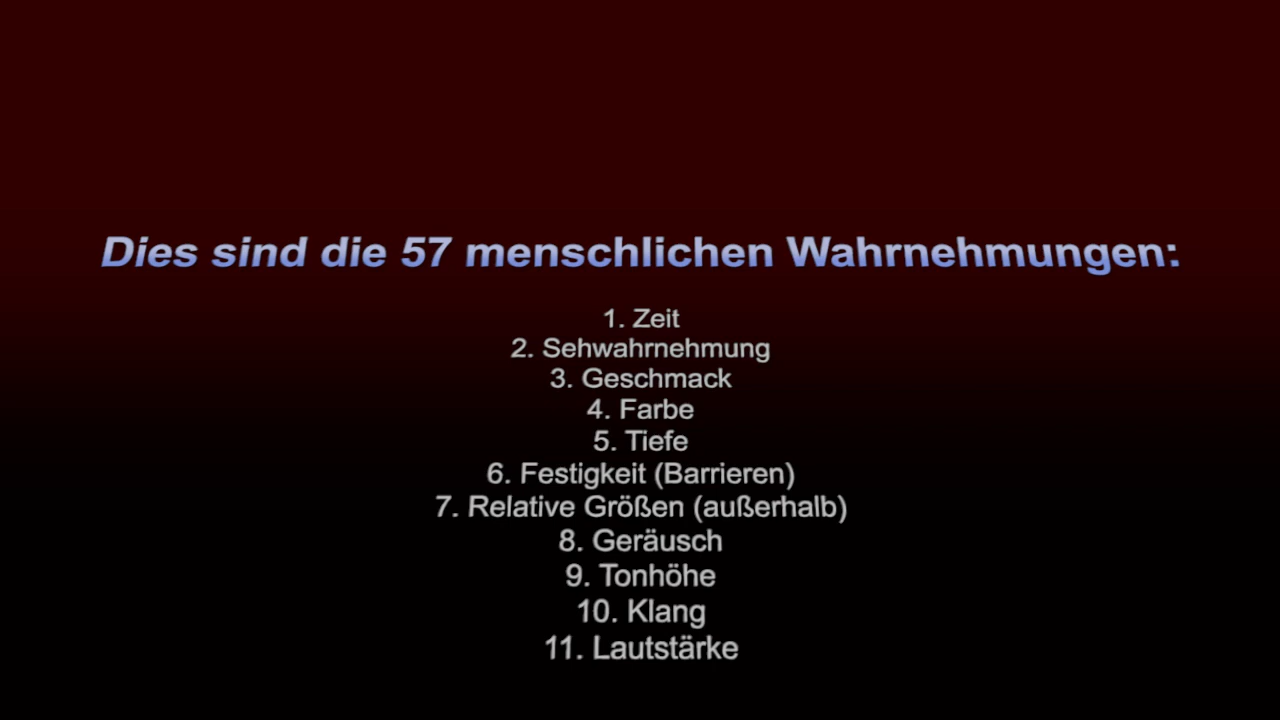 Dies sind die 57 menschlichen Wahrnehmungen:
1. Zeit
2. Sehwahrnehmung
3. Geschmack
4. Farbe
5. Tiefe
6. Festigkeit (Barrieren)
7. Relative Größen (außerhalb)
8. Geräusch
9. Tonhöhe
10. Klang
11. Lautstärke